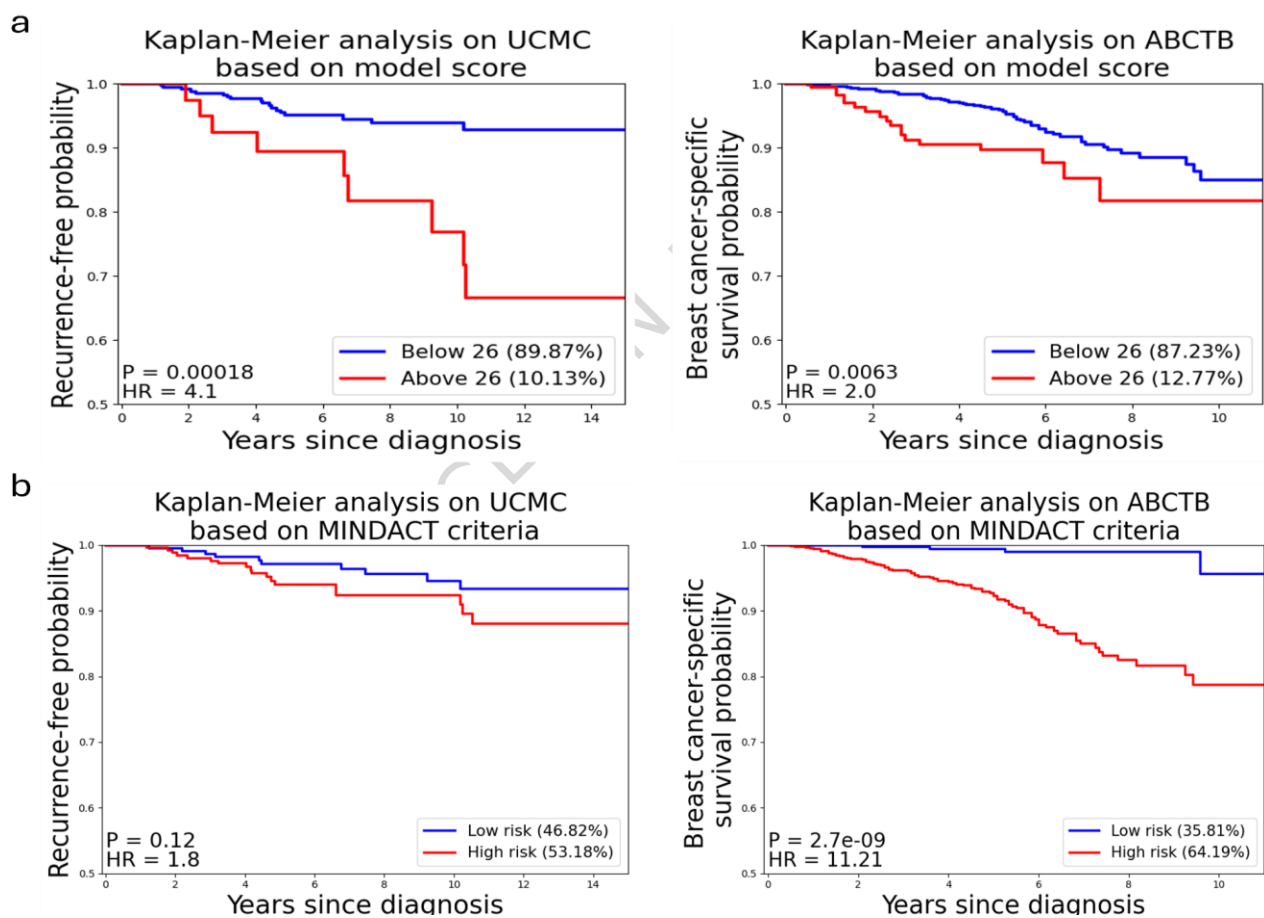 a
Kaplan-Meier analysis on UCMC
based on model score
Recurrence-free probability
1.0
0.9
0.8
0.7
0.6
0.5
P = 0.00018
HR = 4.1
Below 26 (89.87%)
Above 26 (10.13%)
0 2 4 6 8 10 12 14
Years since diagnosis
Kaplan-Meier analysis on ABCTB
based on model score
Breast cancer-specific
survival probability
1.0
0.9
0.8
0.7
0.6
0.5
P = 0.0063
HR = 2.0
Below 26 (87.23%)
Above 26 (12.77%)
0 2 4 6 8 10
Years since diagnosis
b
Kaplan-Meier analysis on UCMC
based on MINDACT criteria
Recurrence-free probability
1.0
0.9
0.8
0.7
0.6
0.5
P = 0.12
HR = 1.8
Low risk (46.82%)
High risk (53.18%)
0 2 4 6 8 10 12 14
Years since diagnosis
Kaplan-Meier analysis on ABCTB
based on MINDACT criteria
Breast cancer-specific
survival probability
1.0
0.9
0.8
0.7
0.6
0.5
P = 2.7e-09
HR = 11.21
Low risk (35.81%)
High risk (64.19%)
0 2 4 6 8 10
Years since diagnosis